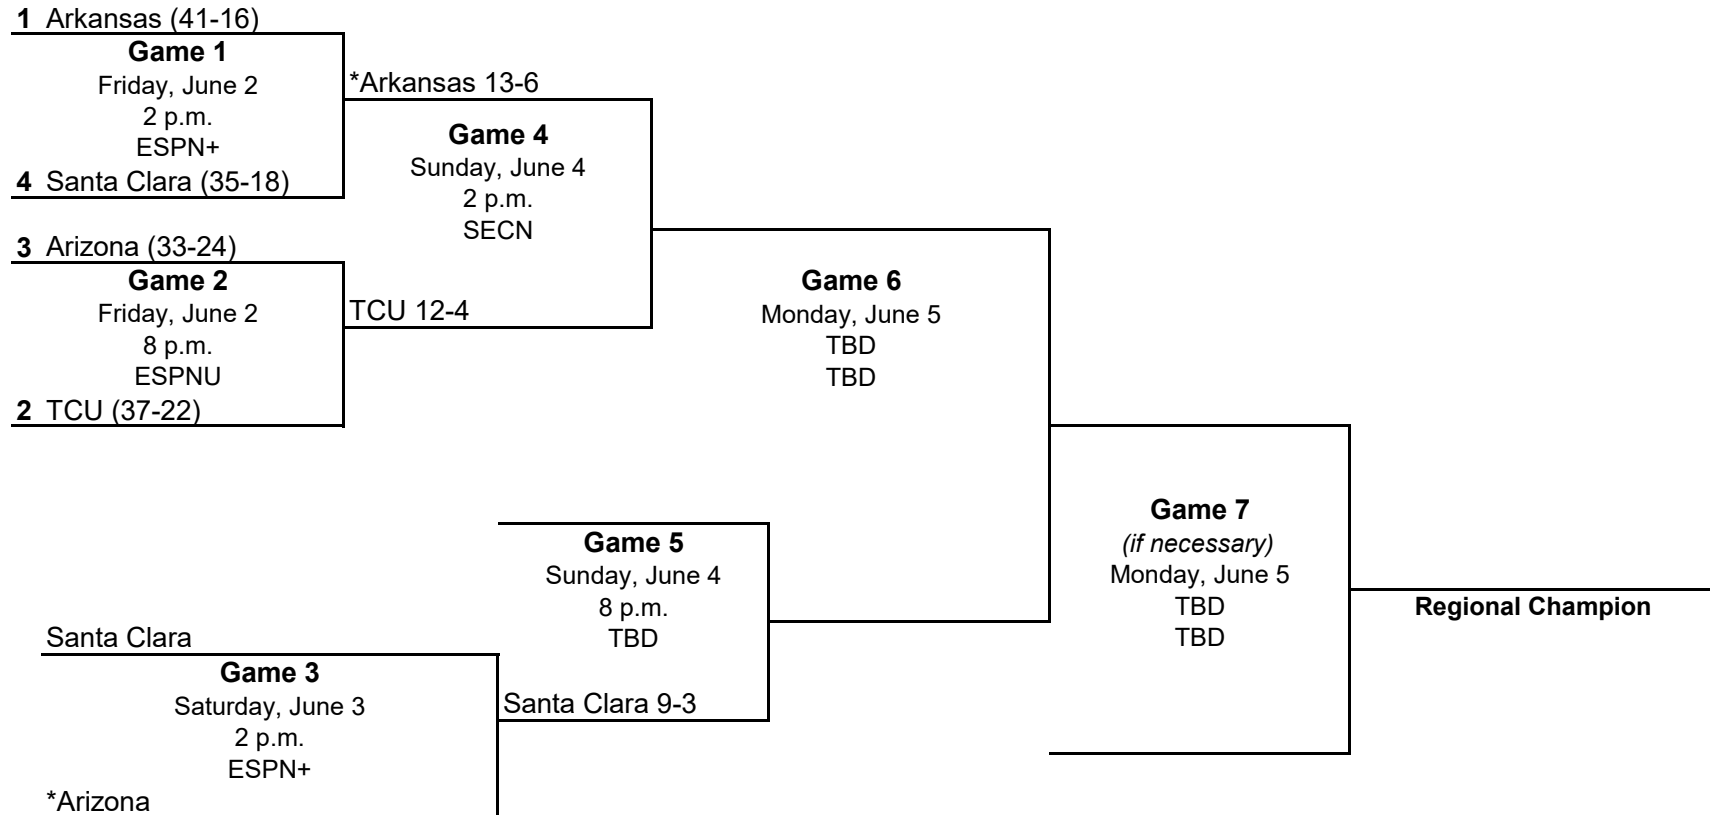 1 Arkansas (41-16)
Game 1
Friday, June 2
2 p.m.
ESPN+
4 Santa Clara (35-18)
*Arkansas 13-6
Game 4
Sunday, June 4
2 p.m.
SECN
3 Arizona (33-24)
Game 2
Friday, June 2
8 p.m.
ESPNU
2 TCU (37-22)
TCU 12-4
Game 6
Monday, June 5
TBD
TBD
Game 5
Sunday, June 4
8 p.m.
TBD
Santa Clara
Game 3
Saturday, June 3
2 p.m.
ESPN+
*Arizona
Santa Clara 9-3
Game 7
(if necessary)
Monday, June 5
TBD
TBD
Regional Champion